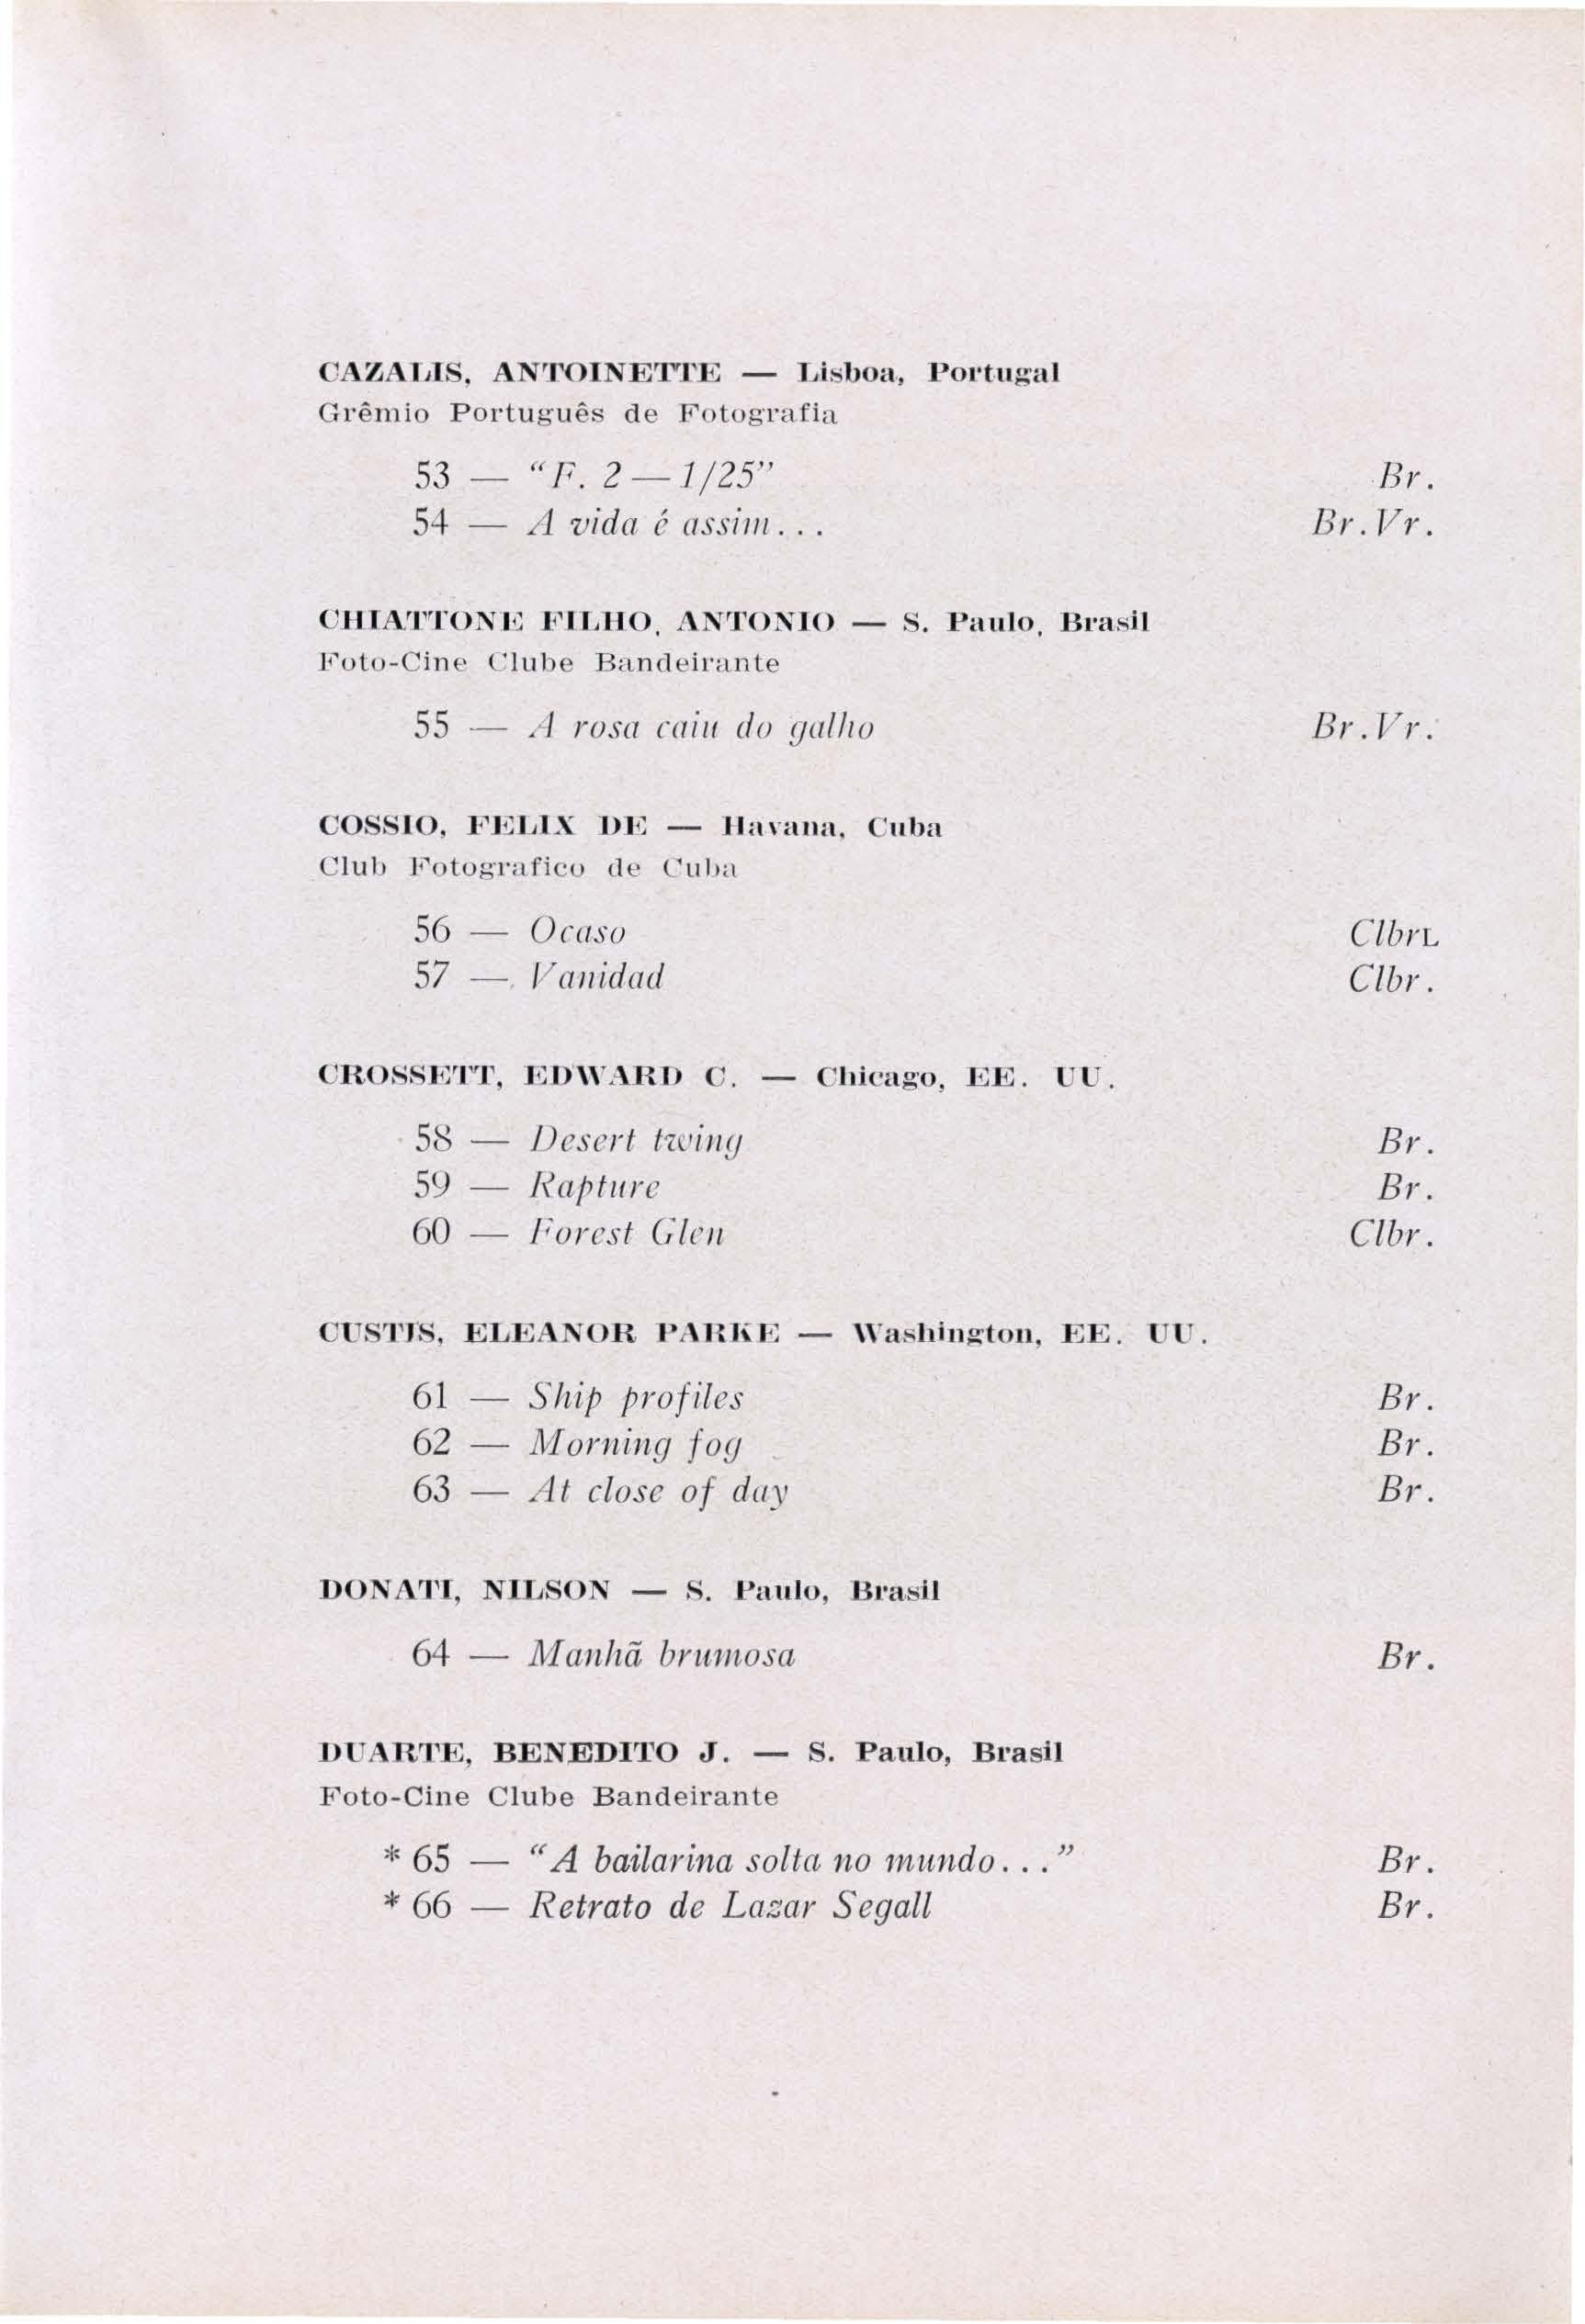 CAZALIS, ANTOINETTE — Lisboa, Portugal
Grêmio Português de Fotografia
53 — “F. 2 — 1/25” Br.
54 — A vida é assim... Br.Vr.
CHIATTONE FILHO, ANTONIO — S. Paulo, Brasil
Foto-Cine Clube Bandeirante
55 — A rosa caiu do galho Br.Vr.
COSSIO, FELIX DE — Havana, Cuba
Club Fotografico de Cuba
56 — Ocaso ClbrL
57 — Vanidad Clbr.
CROSSETT, EDWARD C. — Chicago, EE. UU.
58 — Desert twing Br.
59 — Rapture Br.
60 — Forest Glen Clbr.
CUSTIS, ELEANOR PARKE — Washington, EE. UU.
61 — Ship profiles Br.
62 — Morning fog Br.
63 — At close of day Br.
DONATI, NILSON — S. Paulo, Brasil
64 — Manhã brumosa Br.
DUARTE, BENEDITO J. — S. Paulo, Brasil
Foto-Cine Clube Bandeirante
* 65 — “A bailarina solta no mundo...” Br.
* 66 — Retrato de Lazar Segall Br.